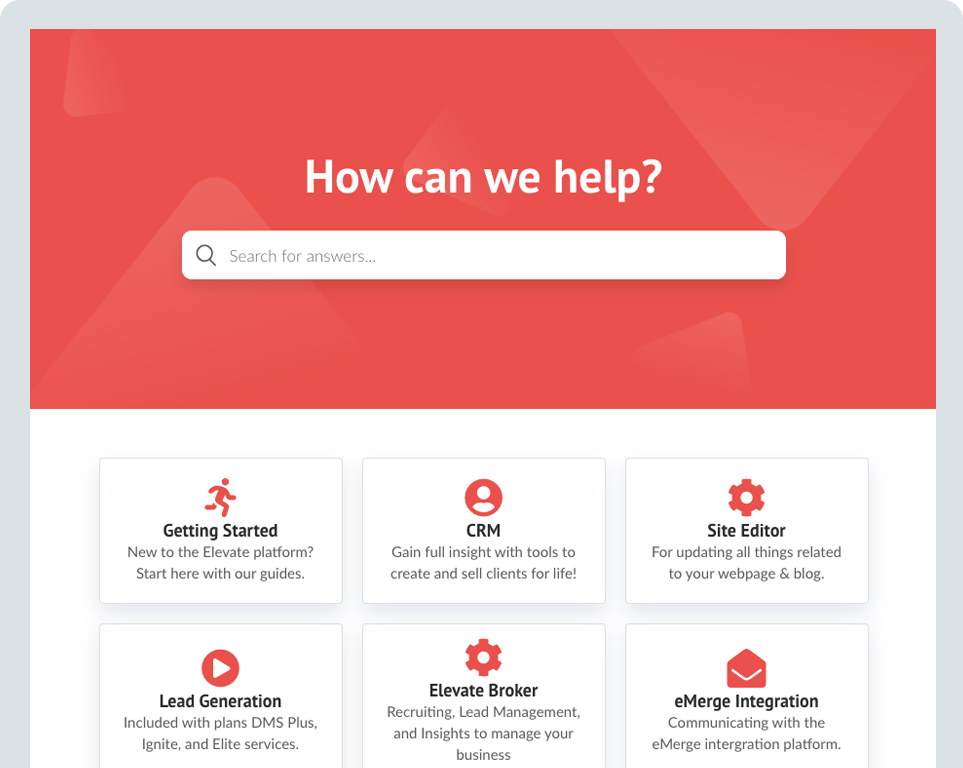 How can we help?
Search for answers...
Getting Started
New to the Elevate platform?
Start here with our guides.
CRM
Gain full insight with tools to
create and sell clients for life!
Site Editor
For updating all things related
to your webpage & blog.
Lead Generation
Included with plans DMS Plus,
Ignite, and Elite services.
Elevate Broker
Recruiting, Lead Management,
and Insights to manage your
business
eMerge Integration
Communicating with the
eMerge intergration platform.